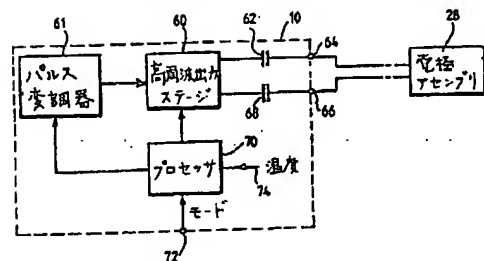 61
パルス
変調器
60
高周波出力
ステージ
62
10
64
28
電極
アセンブリ
68
66
70
プロセッサ
温度
74
モード
72